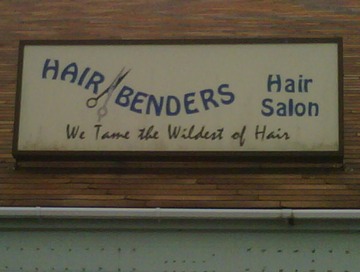 HAIR BENDERS
Hair
Salon
We Tame the Wildest of Hair